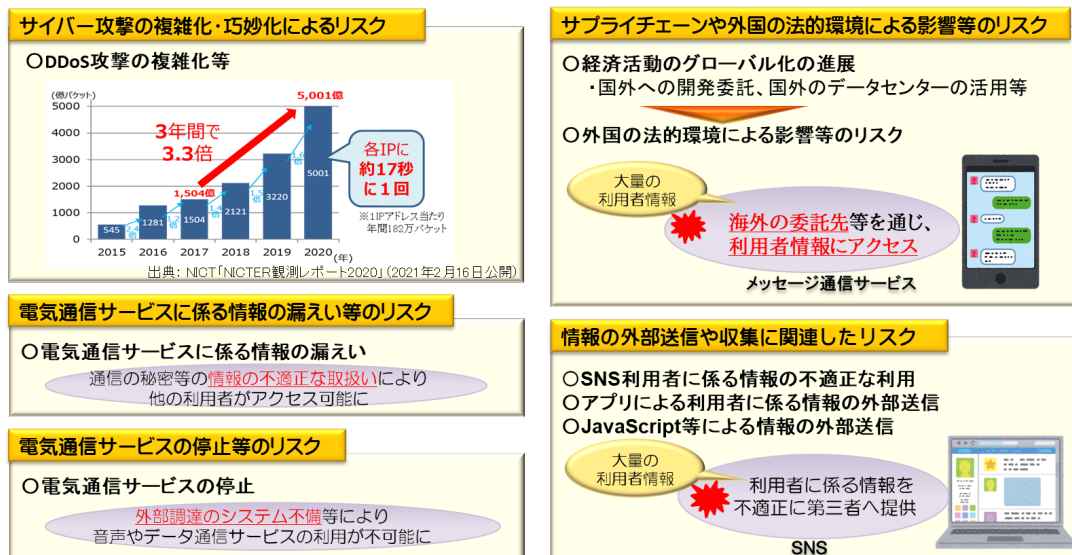 サイバー攻撃の複雑化・巧妙化によるリスク
○DDoS攻撃の複雑化等
(億パケット)
5000
4000
3000
2000
1000
0
5,001億
3年間で
3.3倍
1,504億
545
1281
1504
2121
3220
5001
2.4倍
1.2倍
1.4倍
1.5倍
1.6倍
2015
2016
2017
2018
2019
2020
(年)
各IPに
約17秒
に1回
※1IPアドレス当たり
年間182万パケット
出典: NICT「NICTER観測レポート2020」(2021年2月16日公開)
電気通信サービスに係る情報の漏えい等のリスク
○電気通信サービスに係る情報の漏えい
通信の秘密等の情報の不適正な取扱いにより
他の利用者がアクセス可能に
電気通信サービスの停止等のリスク
○電気通信サービスの停止
外部調達のシステム不備等により
音声やデータ通信サービスの利用が不可能に
サプライチェーンや外国の法的環境による影響等のリスク
○経済活動のグローバル化の進展
・国外への開発委託、国外のデータセンターの活用等
○外国の法的環境による影響等のリスク
大量の
利用者情報
海外の委託先等を通じ、
利用者情報にアクセス
メッセージ通信サービス
情報の外部送信や収集に関連したリスク
○SNS利用者に係る情報の不適正な利用
○アプリによる利用者に係る情報の外部送信
○JavaScript等による情報の外部送信
大量の
利用者情報
利用者に係る情報を
不適正に第三者へ提供
SNS